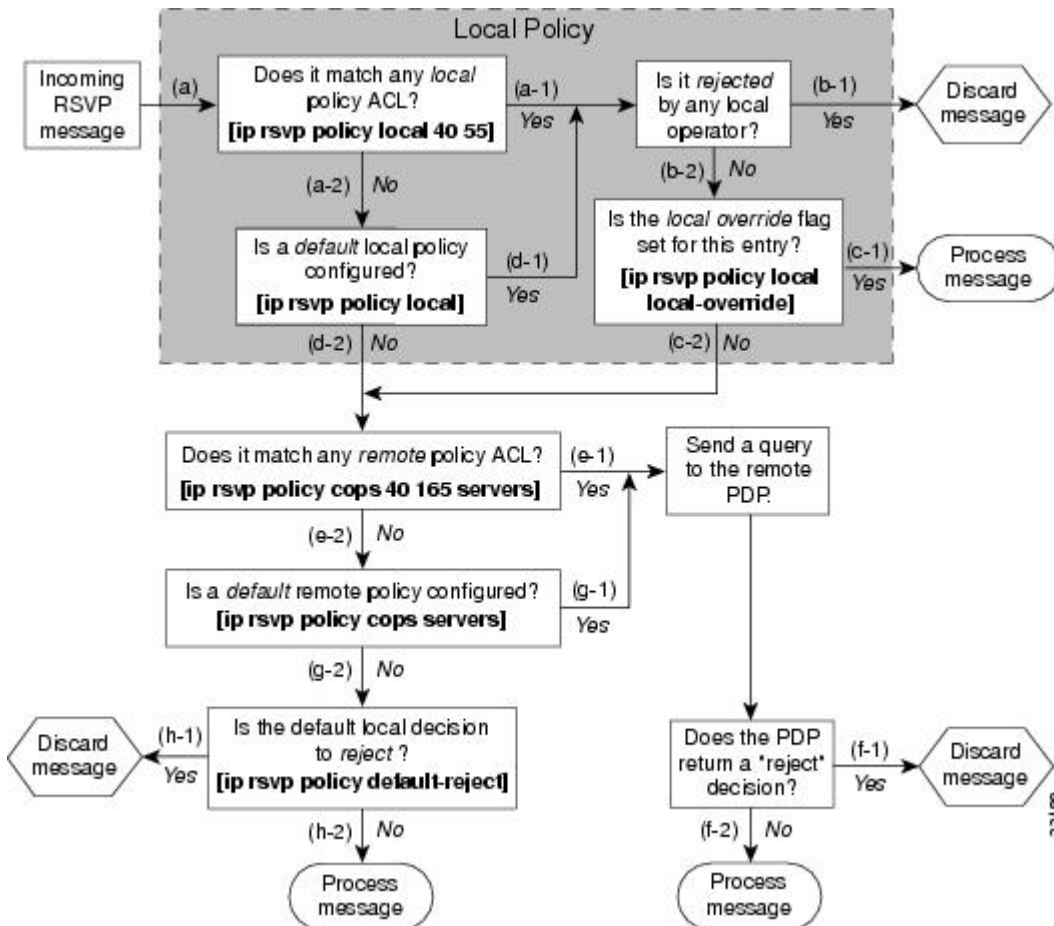 Local Policy
Incoming
RSVP
message
(a)
Does it match any local
policy ACL?
[ip rsvp policy local 40 55]
(a-1)
Yes
Is it rejected
by any local
operator?
(b-1)
Yes
Discard
message
(a-2) No
(b-2) No
Is a default local policy
configured?
[ip rsvp policy local]
(d-1)
Yes
Is the local override flag
set for this entry?
[ip rsvp policy local
local-override]
(c-1)
Yes
Process
message
(d-2) No
(c-2) No
Does it match any remote policy ACL?
[ip rsvp policy cops 40 165 servers]
(e-1)
Yes
Send a query
to the remote
PDP.
(e-2) No
Is a default remote policy configured?
[ip rsvp policy cops servers]
(g-1)
Yes
(g-2) No
Discard
message
(h-1)
Yes
Is the default local decision
to reject ?
[ip rsvp policy default-reject]
Does the PDP
return a "reject"
decision?
(f-1)
Yes
Discard
message
(h-2) No
(f-2) No
Process
message
Process
message